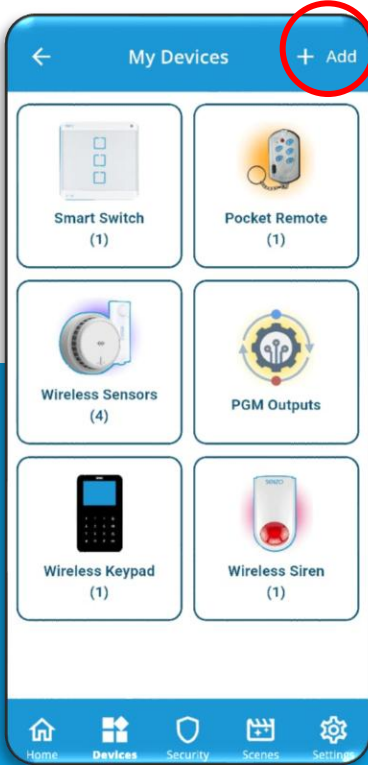 My Devices
+ Add
Smart Switch
(1)
Pocket Remote
(1)
Wireless Sensors
(4)
PGM Outputs
Wireless Keypad
(1)
Wireless Siren
(1)
Home
Devices
Security
Scenes
Settings